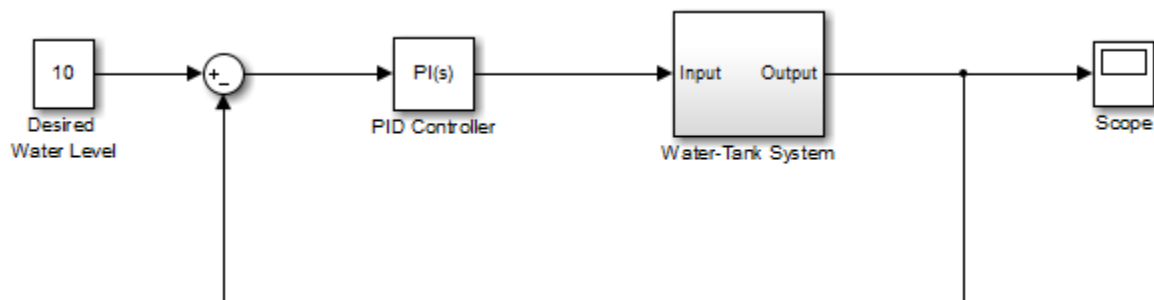 10
Desired
Water Level
+
−
PI(s)
PID Controller
Input
Output
Water-Tank System
Scope